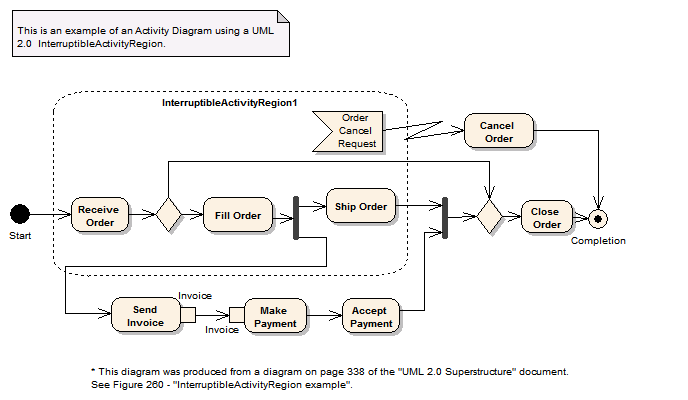 This is an example of an Activity Diagram using a UML
2.0 InterruptibleActivityRegion.
InterruptibleActivityRegion1
Order
Cancel
Request
Cancel
Order
Receive
Order
Fill Order
Ship Order
Close
Order
Start
Completion
Send
Invoice
Invoice
Invoice
Make
Payment
Accept
Payment
* This diagram was produced from a diagram on page 338 of the "UML 2.0 Superstructure" document.
See Figure 260 - "InterruptibleActivityRegion example".